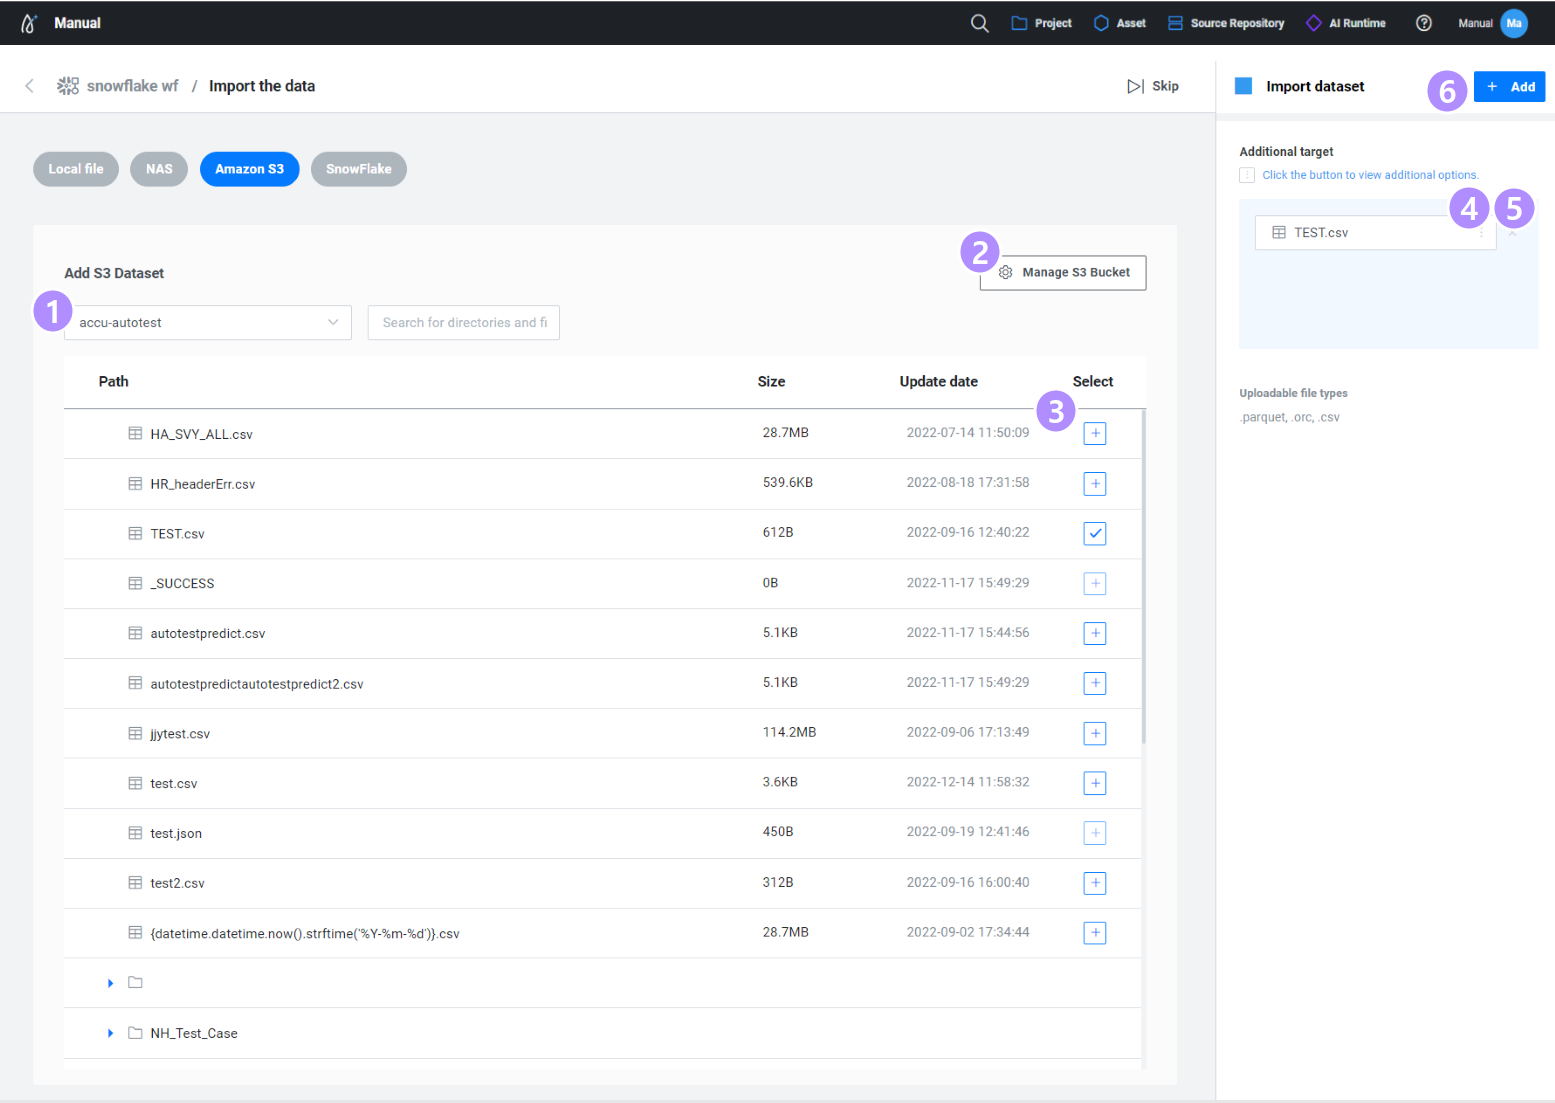 Manual
Project
Asset
Source Repository
AI Runtime
Manual
Ma
snowflake wf / Import the data
Skip
Import dataset
6
+ Add
Local file
NAS
Amazon S3
SnowFlake
Additional target
Click the button to view additional options.
4
5
TEST.csv
Add S3 Dataset
2
Manage S3 Bucket
1
accu-autotest
Search for directories and fi
Uploadable file types
.parquet, .orc, .csv
Path Size Update date Select
3
HA_SVY_ALL.csv 28.7MB 2022-07-14 11:50:09
HR_headerErr.csv 539.6KB 2022-08-18 17:31:58
TEST.csv 612B 2022-09-16 12:40:22
_SUCCESS 0B 2022-11-17 15:49:29
autotestpredict.csv 5.1KB 2022-11-17 15:44:56
autotestpredictautotestpredict2.csv 5.1KB 2022-11-17 15:49:29
jjytest.csv 114.2MB 2022-09-06 17:13:49
test.csv 3.6KB 2022-12-14 11:58:32
test.json 450B 2022-09-19 12:41:46
test2.csv 312B 2022-09-16 16:00:40
{datetime.datetime.now().strftime('%Y-%m-%d')}.csv 28.7MB 2022-09-02 17:34:44
NH_Test_Case